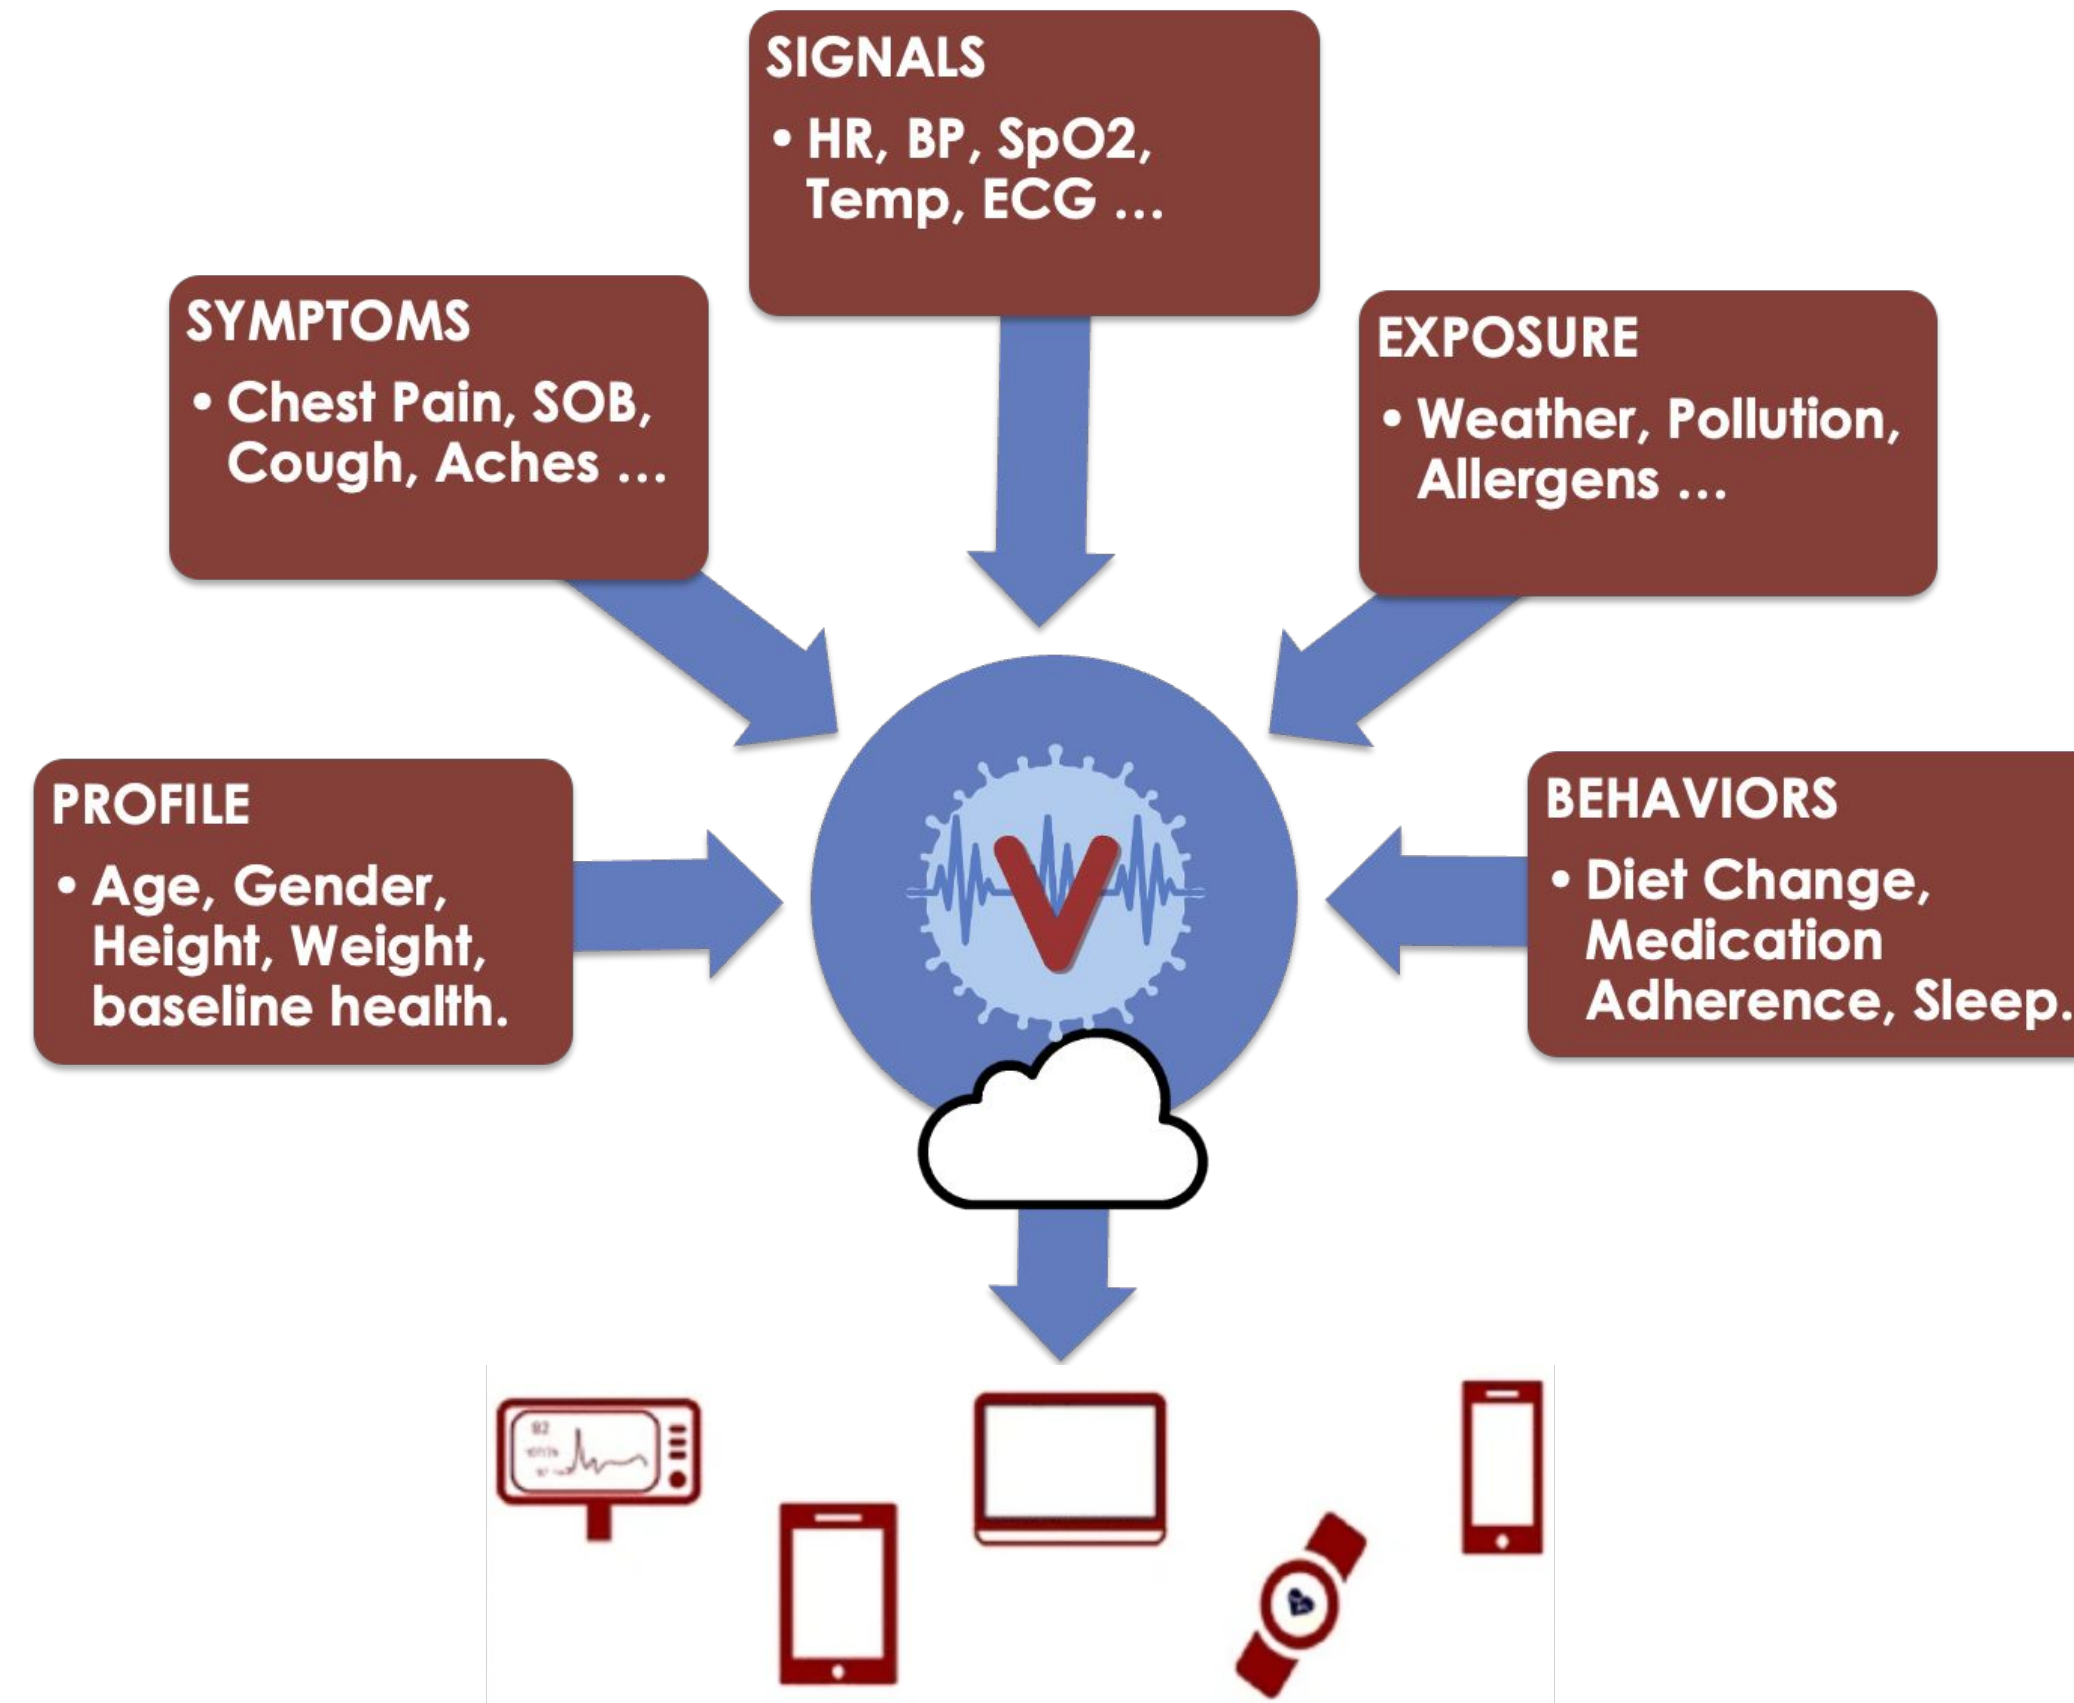 SIGNALS
• HR, BP, SpO2,
Temp, ECG ...
SYMPTOMS
• Chest Pain, SOB,
Cough, Aches ...
EXPOSURE
• Weather, Pollution,
Allergens ...
PROFILE
• Age, Gender,
Height, Weight,
baseline health.
BEHAVIORS
• Diet Change,
Medication
Adherence, Sleep.
V